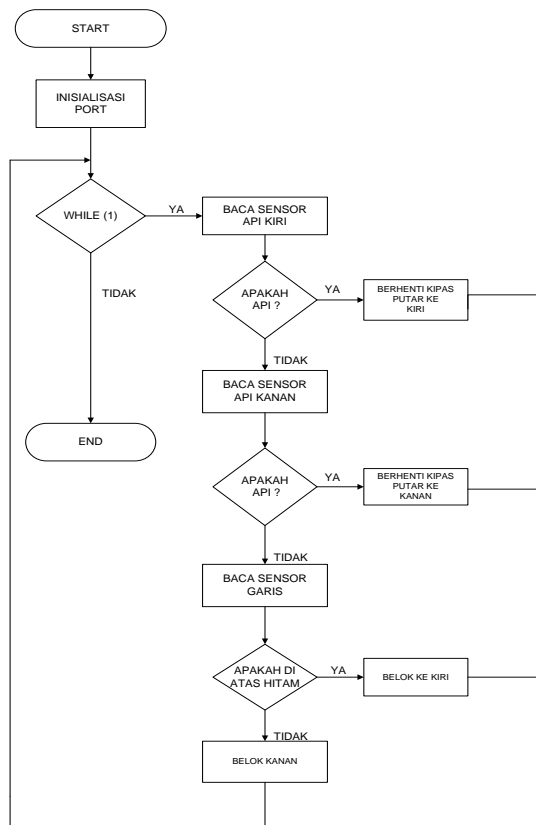 START
INISIALISASI
PORT
WHILE (1)
YA
BACA SENSOR
API KIRI
TIDAK
APAKAH
API ?
YA
BERHENTI KIPAS
PUTAR KE
KIRI
TIDAK
BACA SENSOR
API KANAN
END
APAKAH
API ?
YA
BERHENTI KIPAS
PUTAR KE
KANAN
TIDAK
BACA SENSOR
GARIS
APAKAH DI
ATAS HITAM
YA
BELOK KE KIRI
TIDAK
BELOK KANAN